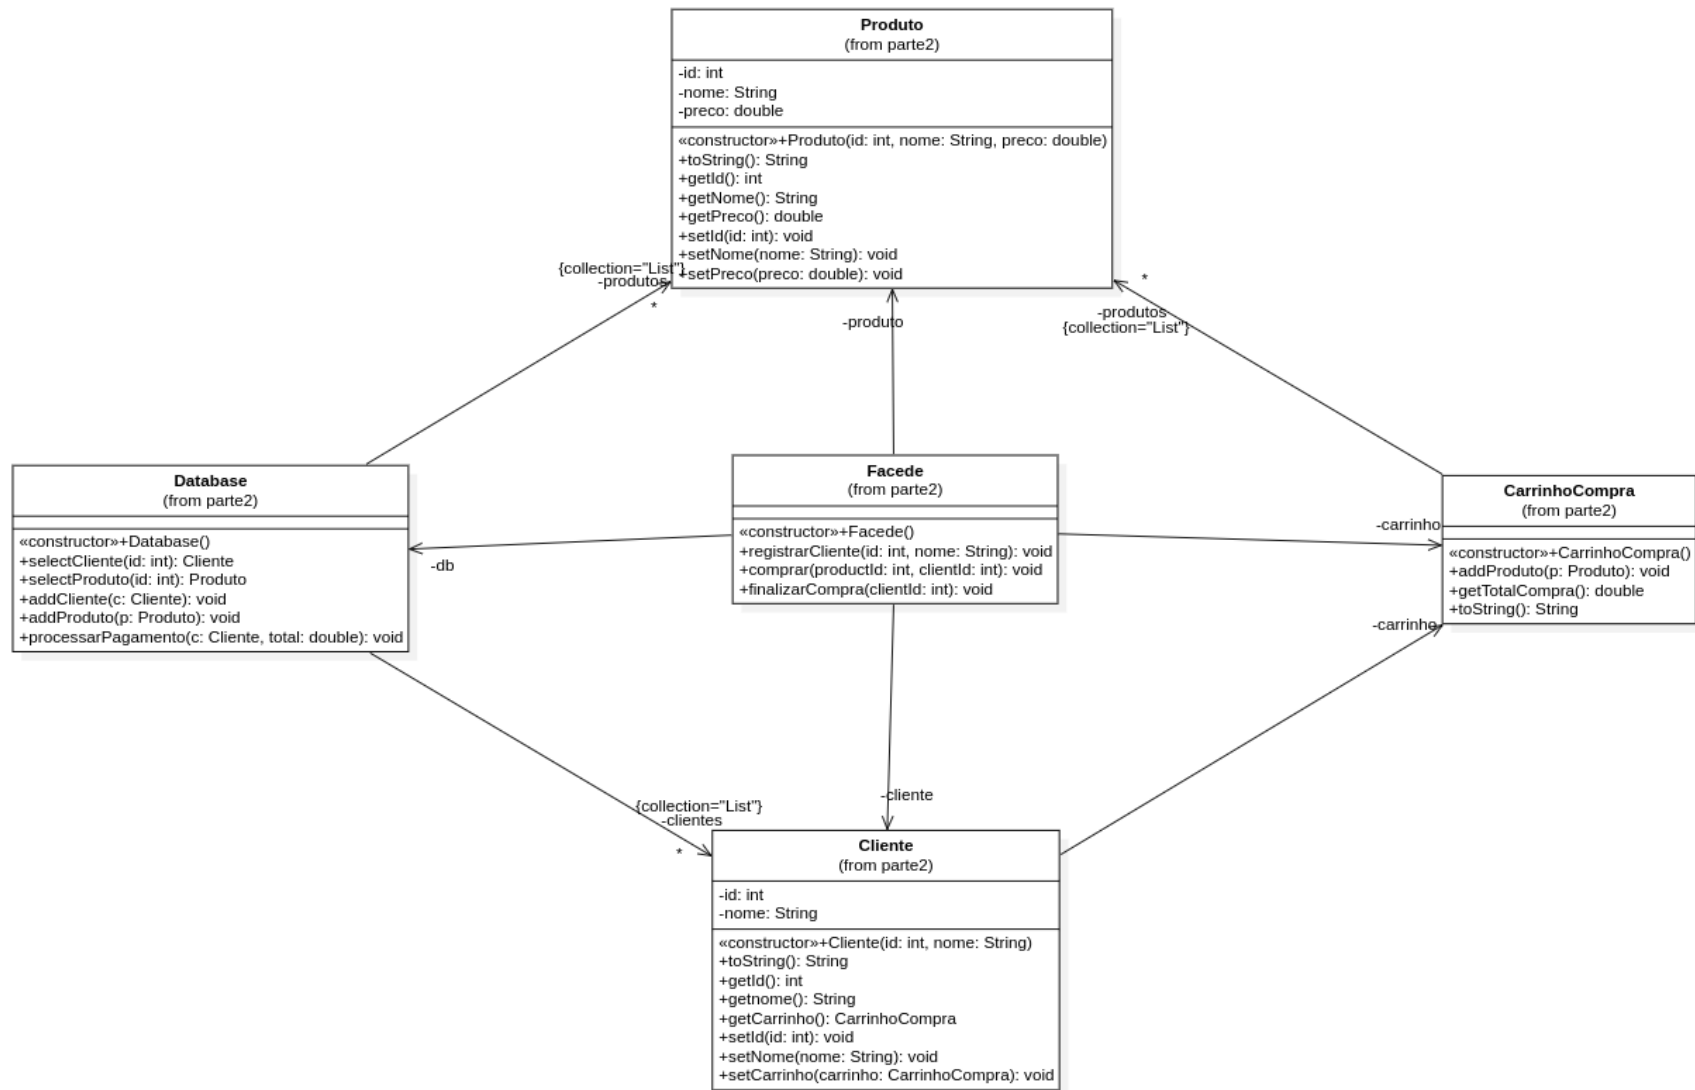 Produto
(from parte2)
-id: int
-nome: String
-preco: double
«constructor»+Produto(id: int, nome: String, preco: double)
+toString(): String
+getId(): int
+getNome(): String
+getPreco(): double
+setId(id: int): void
+setNome(nome: String): void
+setPreco(preco: double): void
{collection="List"}
-produtos
*
-produto
*
-produtos
{collection="List"}
Database
(from parte2)
«constructor»+Database()
+selectCliente(id: int): Cliente
+selectProduto(id: int): Produto
+addCliente(c: Cliente): void
+addProduto(p: Produto): void
+processarPagamento(c: Cliente, total: double): void
-db
Facede
(from parte2)
«constructor»+Facede()
+registrarCliente(id: int, nome: String): void
+comprar(productId: int, clientId: int): void
+finalizarCompra(clientId: int): void
-carrinho
CarrinhoCompra
(from parte2)
«constructor»+CarrinhoCompra()
+addProduto(p: Produto): void
+getTotalCompra(): double
+toString(): String
-carrinho
{collection="List"}
-clientes
*
-cliente
Cliente
(from parte2)
-id: int
-nome: String
«constructor»+Cliente(id: int, nome: String)
+toString(): String
+getId(): int
+getnome(): String
+getCarrinho(): CarrinhoCompra
+setId(id: int): void
+setNome(nome: String): void
+setCarrinho(carrinho: CarrinhoCompra): void